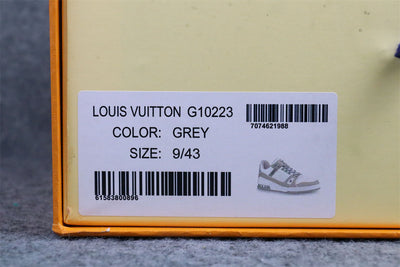 LOUIS VUITTON G10223
7074621988
COLOR: GREY
SIZE: 9/43
61583800896